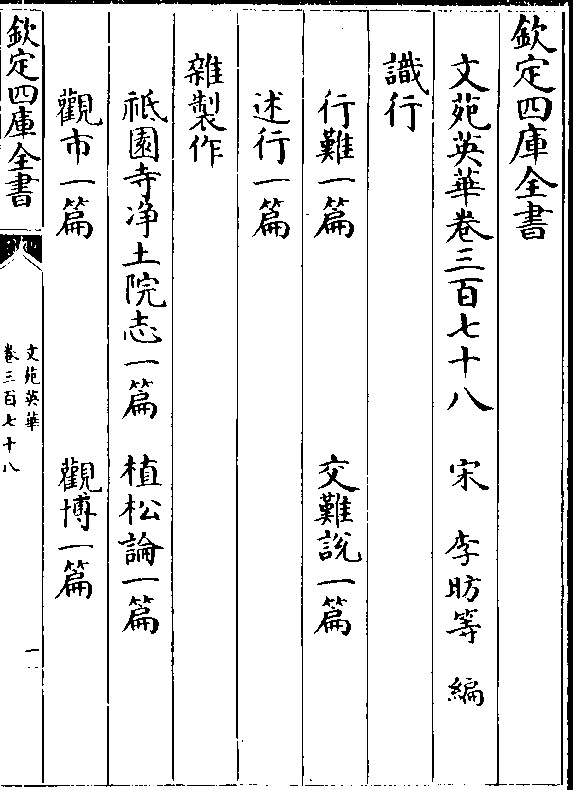 欽定四庫全書
文苑英華卷三百七十八 宋 李昉等 編
識行
行難一篇 交難說一篇
述行一篇
雜製作
祇園寺净土院志一篇 植松論一篇
觀市一篇 觀博一篇
欽定四庫全書
文苑英華
卷三百七十八
一